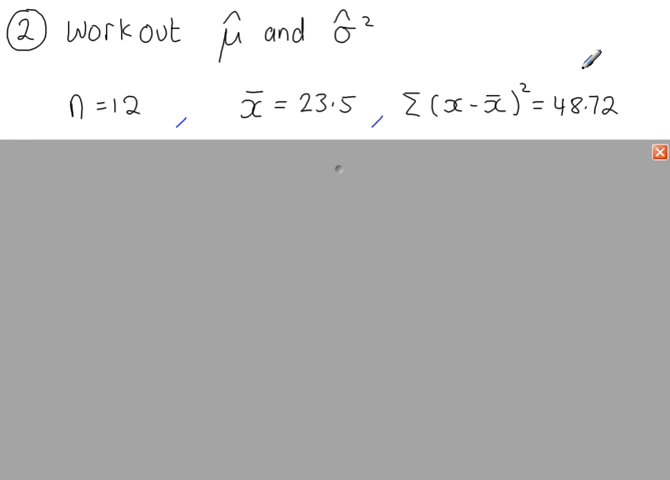 ② Work out μ̂ and σ̂²
n = 12 , x̄ = 23.5 , Σ(x - x̄)² = 48.72